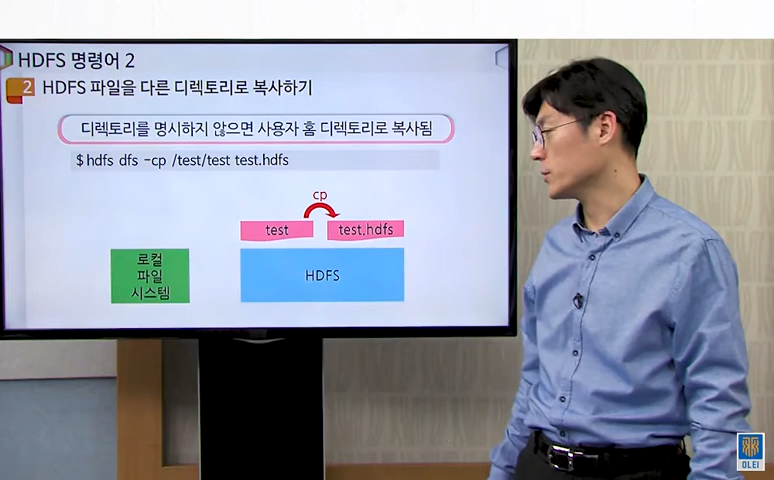 HDFS 명령어 2
2 HDFS 파일을 다른 디렉토리로 복사하기
디렉토리를 명시하지 않으면 사용자 홈 디렉토리로 복사됨
$ hdfs dfs -cp /test/test test.hdfs
cp
test
test.hdfs
로컬
파일
시스템
HDFS
OLEI